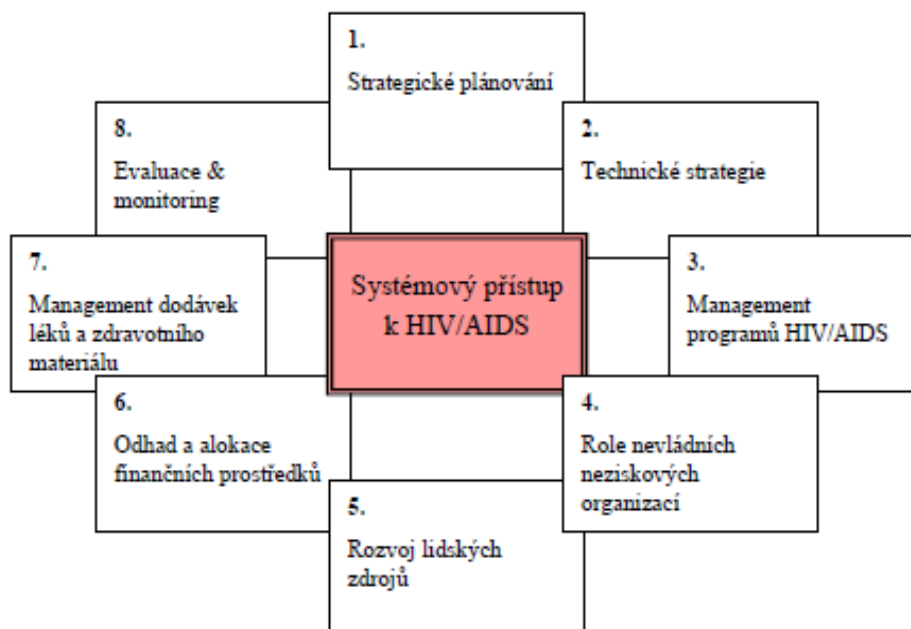 1.
Strategické plánování
2.
Technické strategie
3.
Management
programů HIV/AIDS
4.
Role nevládních
neziskových
organizací
5.
Rozvoj lidských
zdrojů
6.
Odhad a alokace
finančních prostředků
7.
Management dodávek
léků a zdravotního
materiálu
8.
Evaluace &
monitoring
Systémový přístup
k HIV/AIDS